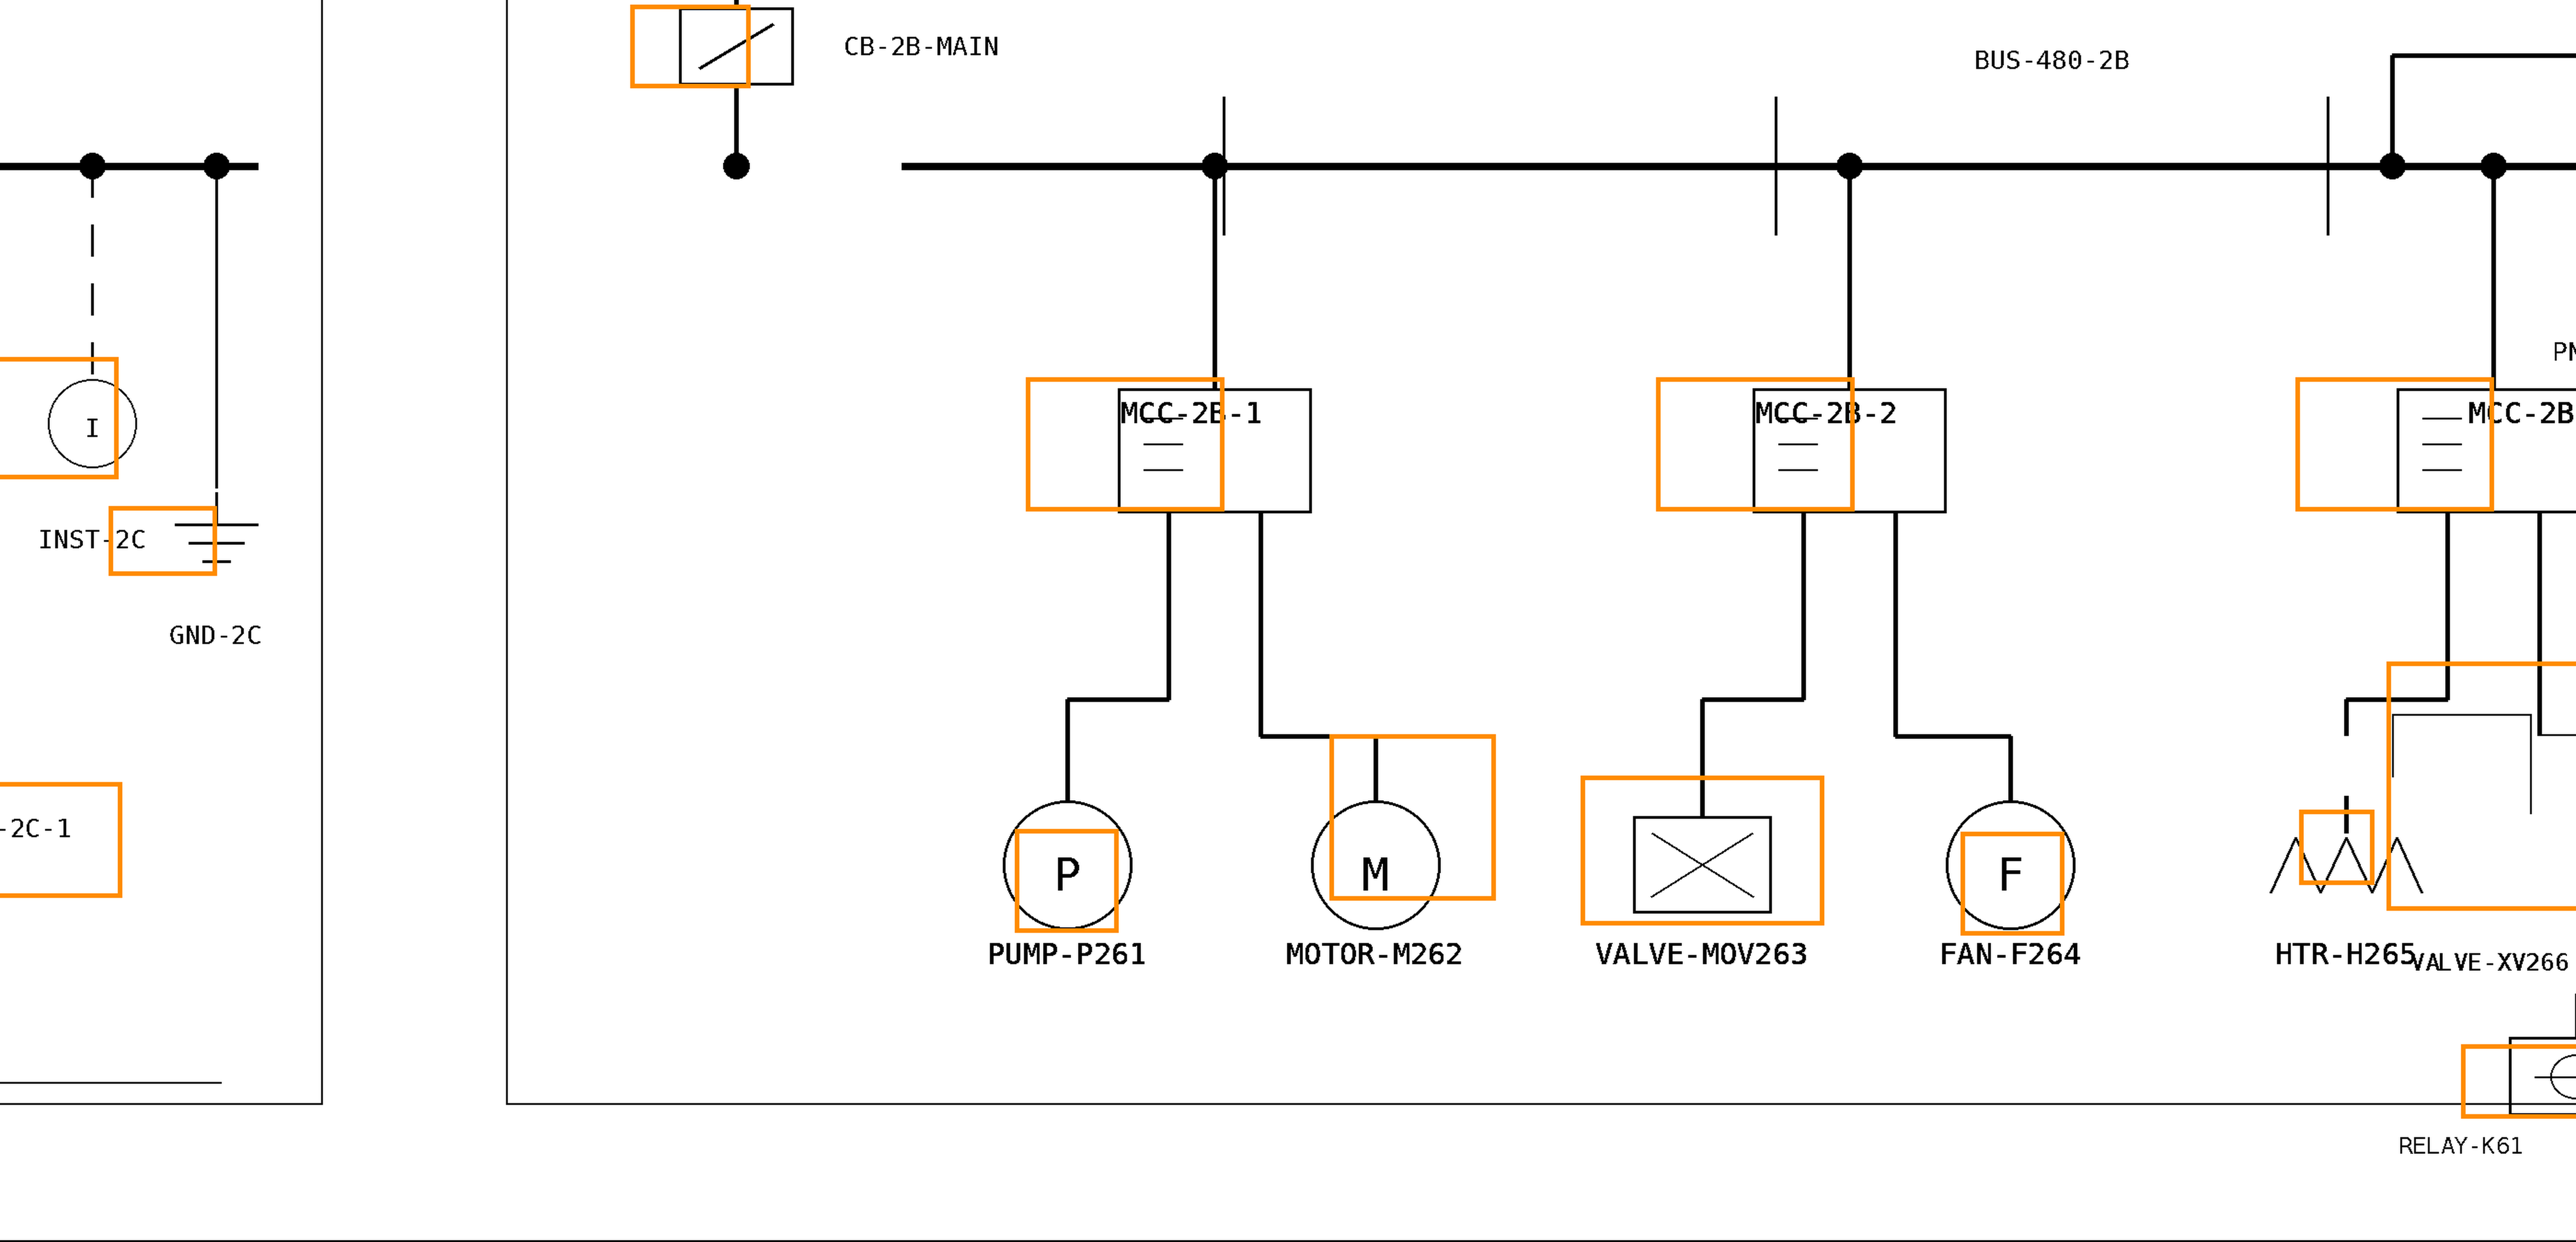 CB-2B-MAIN
BUS-480-2B
MCC-2B-1
MCC-2B-2
MCC-2B
I
INST-2C
GND-2C
-2C-1
P
M
F
PUMP-P261
MOTOR-M262
VALVE-MOV263
FAN-F264
HTR-H265
VALVE-XV266
RELAY-K61